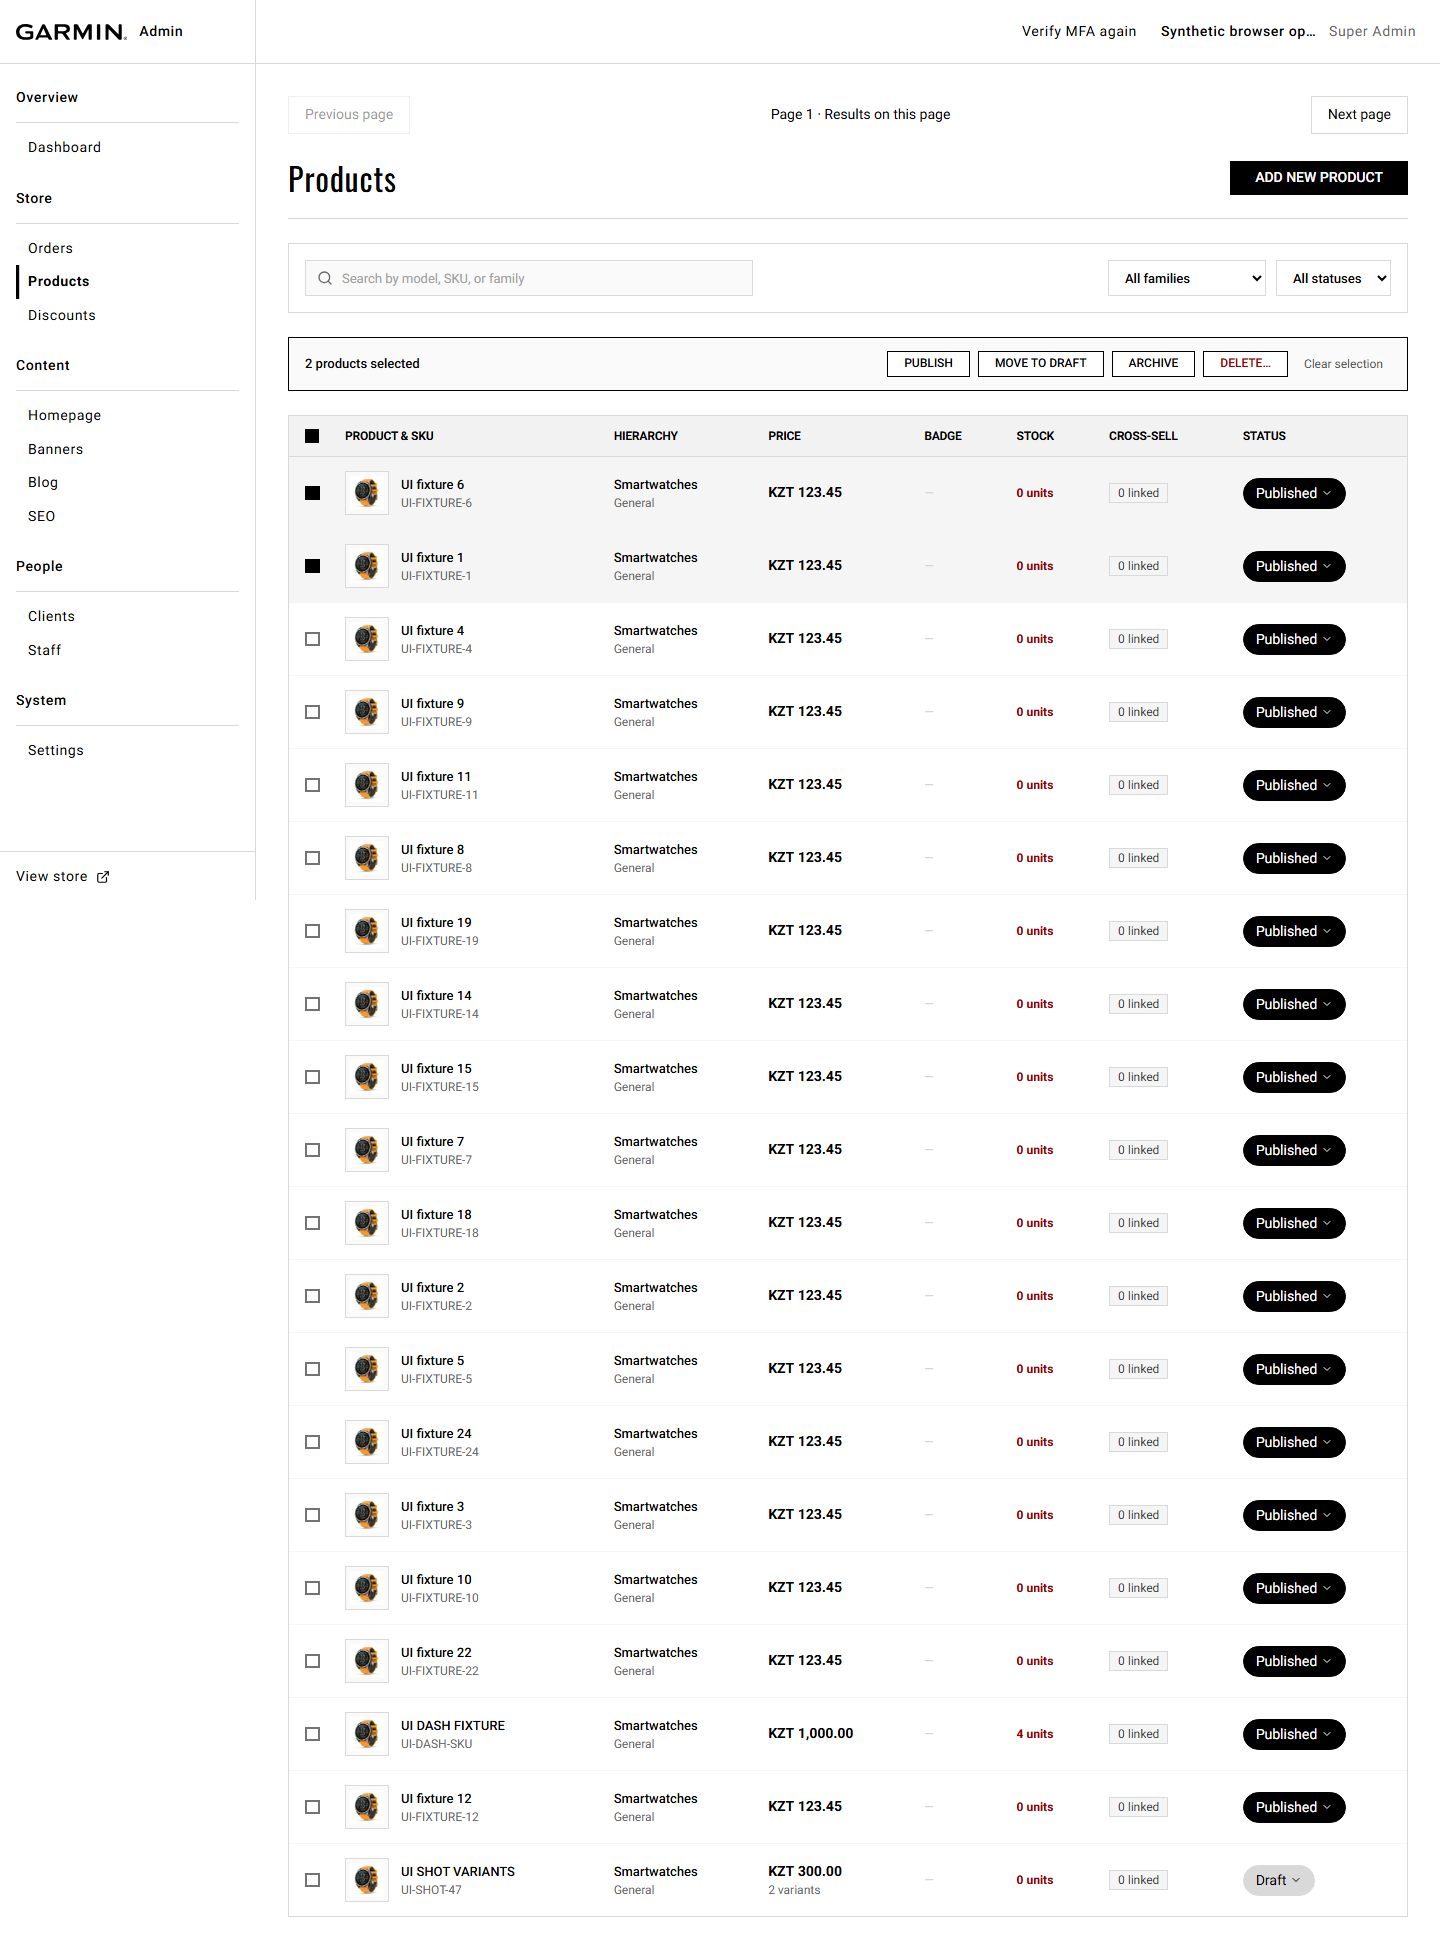 GARMIN. Admin
Verify MFA again
Synthetic browser op...
Super Admin
Overview
Dashboard
Store
Orders
Products
Discounts
Content
Homepage
Banners
Blog
SEO
People
Clients
Staff
System
Settings
View store
Previous page
Page 1 · Results on this page
Next page
Products
ADD NEW PRODUCT
Search by model, SKU, or family
All families
All statuses
2 products selected
PUBLISH
MOVE TO DRAFT
ARCHIVE
DELETE...
Clear selection
PRODUCT & SKU HIERARCHY PRICE BADGE STOCK CROSS-SELL STATUS
UI fixture 6 Smartwatches KZT 123.45 — 0 units 0 linked Published
UI-FIXTURE-6 General
UI fixture 1 Smartwatches KZT 123.45 — 0 units 0 linked Published
UI-FIXTURE-1 General
UI fixture 4 Smartwatches KZT 123.45 — 0 units 0 linked Published
UI-FIXTURE-4 General
UI fixture 9 Smartwatches KZT 123.45 — 0 units 0 linked Published
UI-FIXTURE-9 General
UI fixture 11 Smartwatches KZT 123.45 — 0 units 0 linked Published
UI-FIXTURE-11 General
UI fixture 8 Smartwatches KZT 123.45 — 0 units 0 linked Published
UI-FIXTURE-8 General
UI fixture 19 Smartwatches KZT 123.45 — 0 units 0 linked Published
UI-FIXTURE-19 General
UI fixture 14 Smartwatches KZT 123.45 — 0 units 0 linked Published
UI-FIXTURE-14 General
UI fixture 15 Smartwatches KZT 123.45 — 0 units 0 linked Published
UI-FIXTURE-15 General
UI fixture 7 Smartwatches KZT 123.45 — 0 units 0 linked Published
UI-FIXTURE-7 General
UI fixture 18 Smartwatches KZT 123.45 — 0 units 0 linked Published
UI-FIXTURE-18 General
UI fixture 2 Smartwatches KZT 123.45 — 0 units 0 linked Published
UI-FIXTURE-2 General
UI fixture 5 Smartwatches KZT 123.45 — 0 units 0 linked Published
UI-FIXTURE-5 General
UI fixture 24 Smartwatches KZT 123.45 — 0 units 0 linked Published
UI-FIXTURE-24 General
UI fixture 3 Smartwatches KZT 123.45 — 0 units 0 linked Published
UI-FIXTURE-3 General
UI fixture 10 Smartwatches KZT 123.45 — 0 units 0 linked Published
UI-FIXTURE-10 General
UI fixture 22 Smartwatches KZT 123.45 — 0 units 0 linked Published
UI-FIXTURE-22 General
UI DASH FIXTURE Smartwatches KZT 1,000.00 — 4 units 0 linked Published
UI-DASH-SKU General
UI fixture 12 Smartwatches KZT 123.45 — 0 units 0 linked Published
UI-FIXTURE-12 General
UI SHOT VARIANTS Smartwatches KZT 300.00 — 0 units 0 linked Draft
UI-SHOT-47 General 2 variants